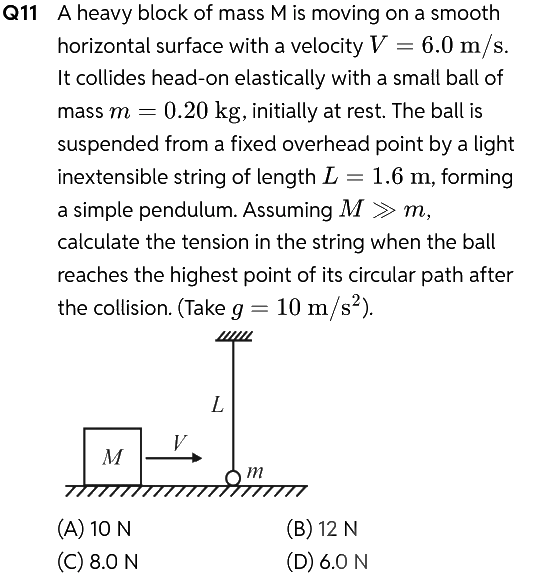 Q11 A heavy block of mass M is moving on a smooth
horizontal surface with a velocity V = 6.0 m/s.
It collides head-on elastically with a small ball of
mass m = 0.20 kg, initially at rest. The ball is
suspended from a fixed overhead point by a light
inextensible string of length L = 1.6 m, forming
a simple pendulum. Assuming M ≫ m,
calculate the tension in the string when the ball
reaches the highest point of its circular path after
the collision. (Take g = 10 m/s²).
L
V
M
m
(A) 10 N (B) 12 N
(C) 8.0 N (D) 6.0 N